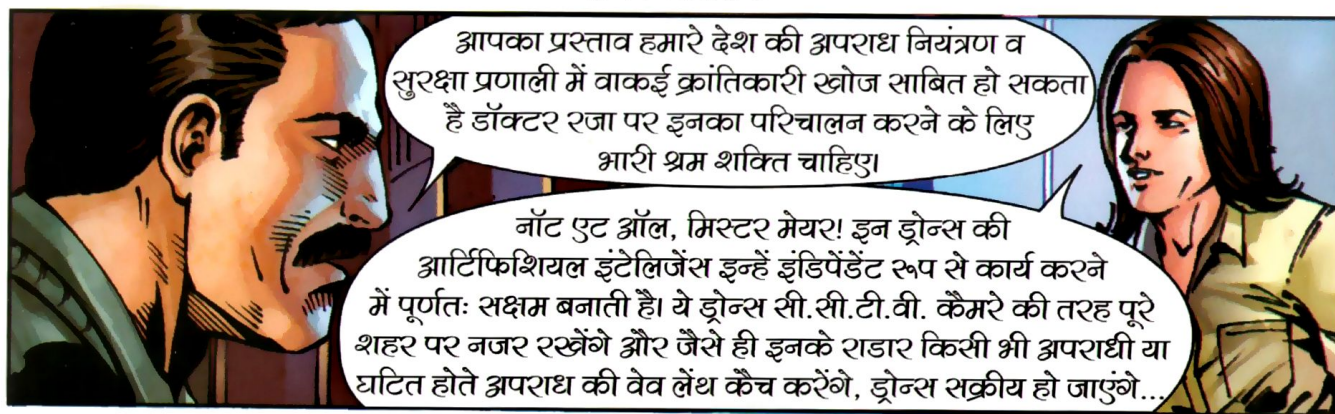 आपका प्रस्ताव हमारे देश की अपराध नियंत्रण व
सुरक्षा प्रणाली में वाकई क्रांतिकारी खोज साबित हो सकता
है डॉक्टर रजा पर इनका परिचालन करने के लिए
भारी श्रम शक्ति चाहिए।
नॉट एट ऑल, मिस्टर मेयर! इन ड्रोन्स की
आर्टिफिशियल इंटेलिजेंस इन्हें इंडिपेंडेंट रूप से कार्य करने
में पूर्णतः सक्षम बनाती है। ये ड्रोन्स सी.सी.टी.वी. कैमरे की तरह पूरे
शहर पर नजर रखेंगे और जैसे ही इनके राडार किसी भी अपराधी या
घटित होते अपराध की वेव लेंथ कैच करेंगे, ड्रोन्स सक्रीय हो जाएंगे...